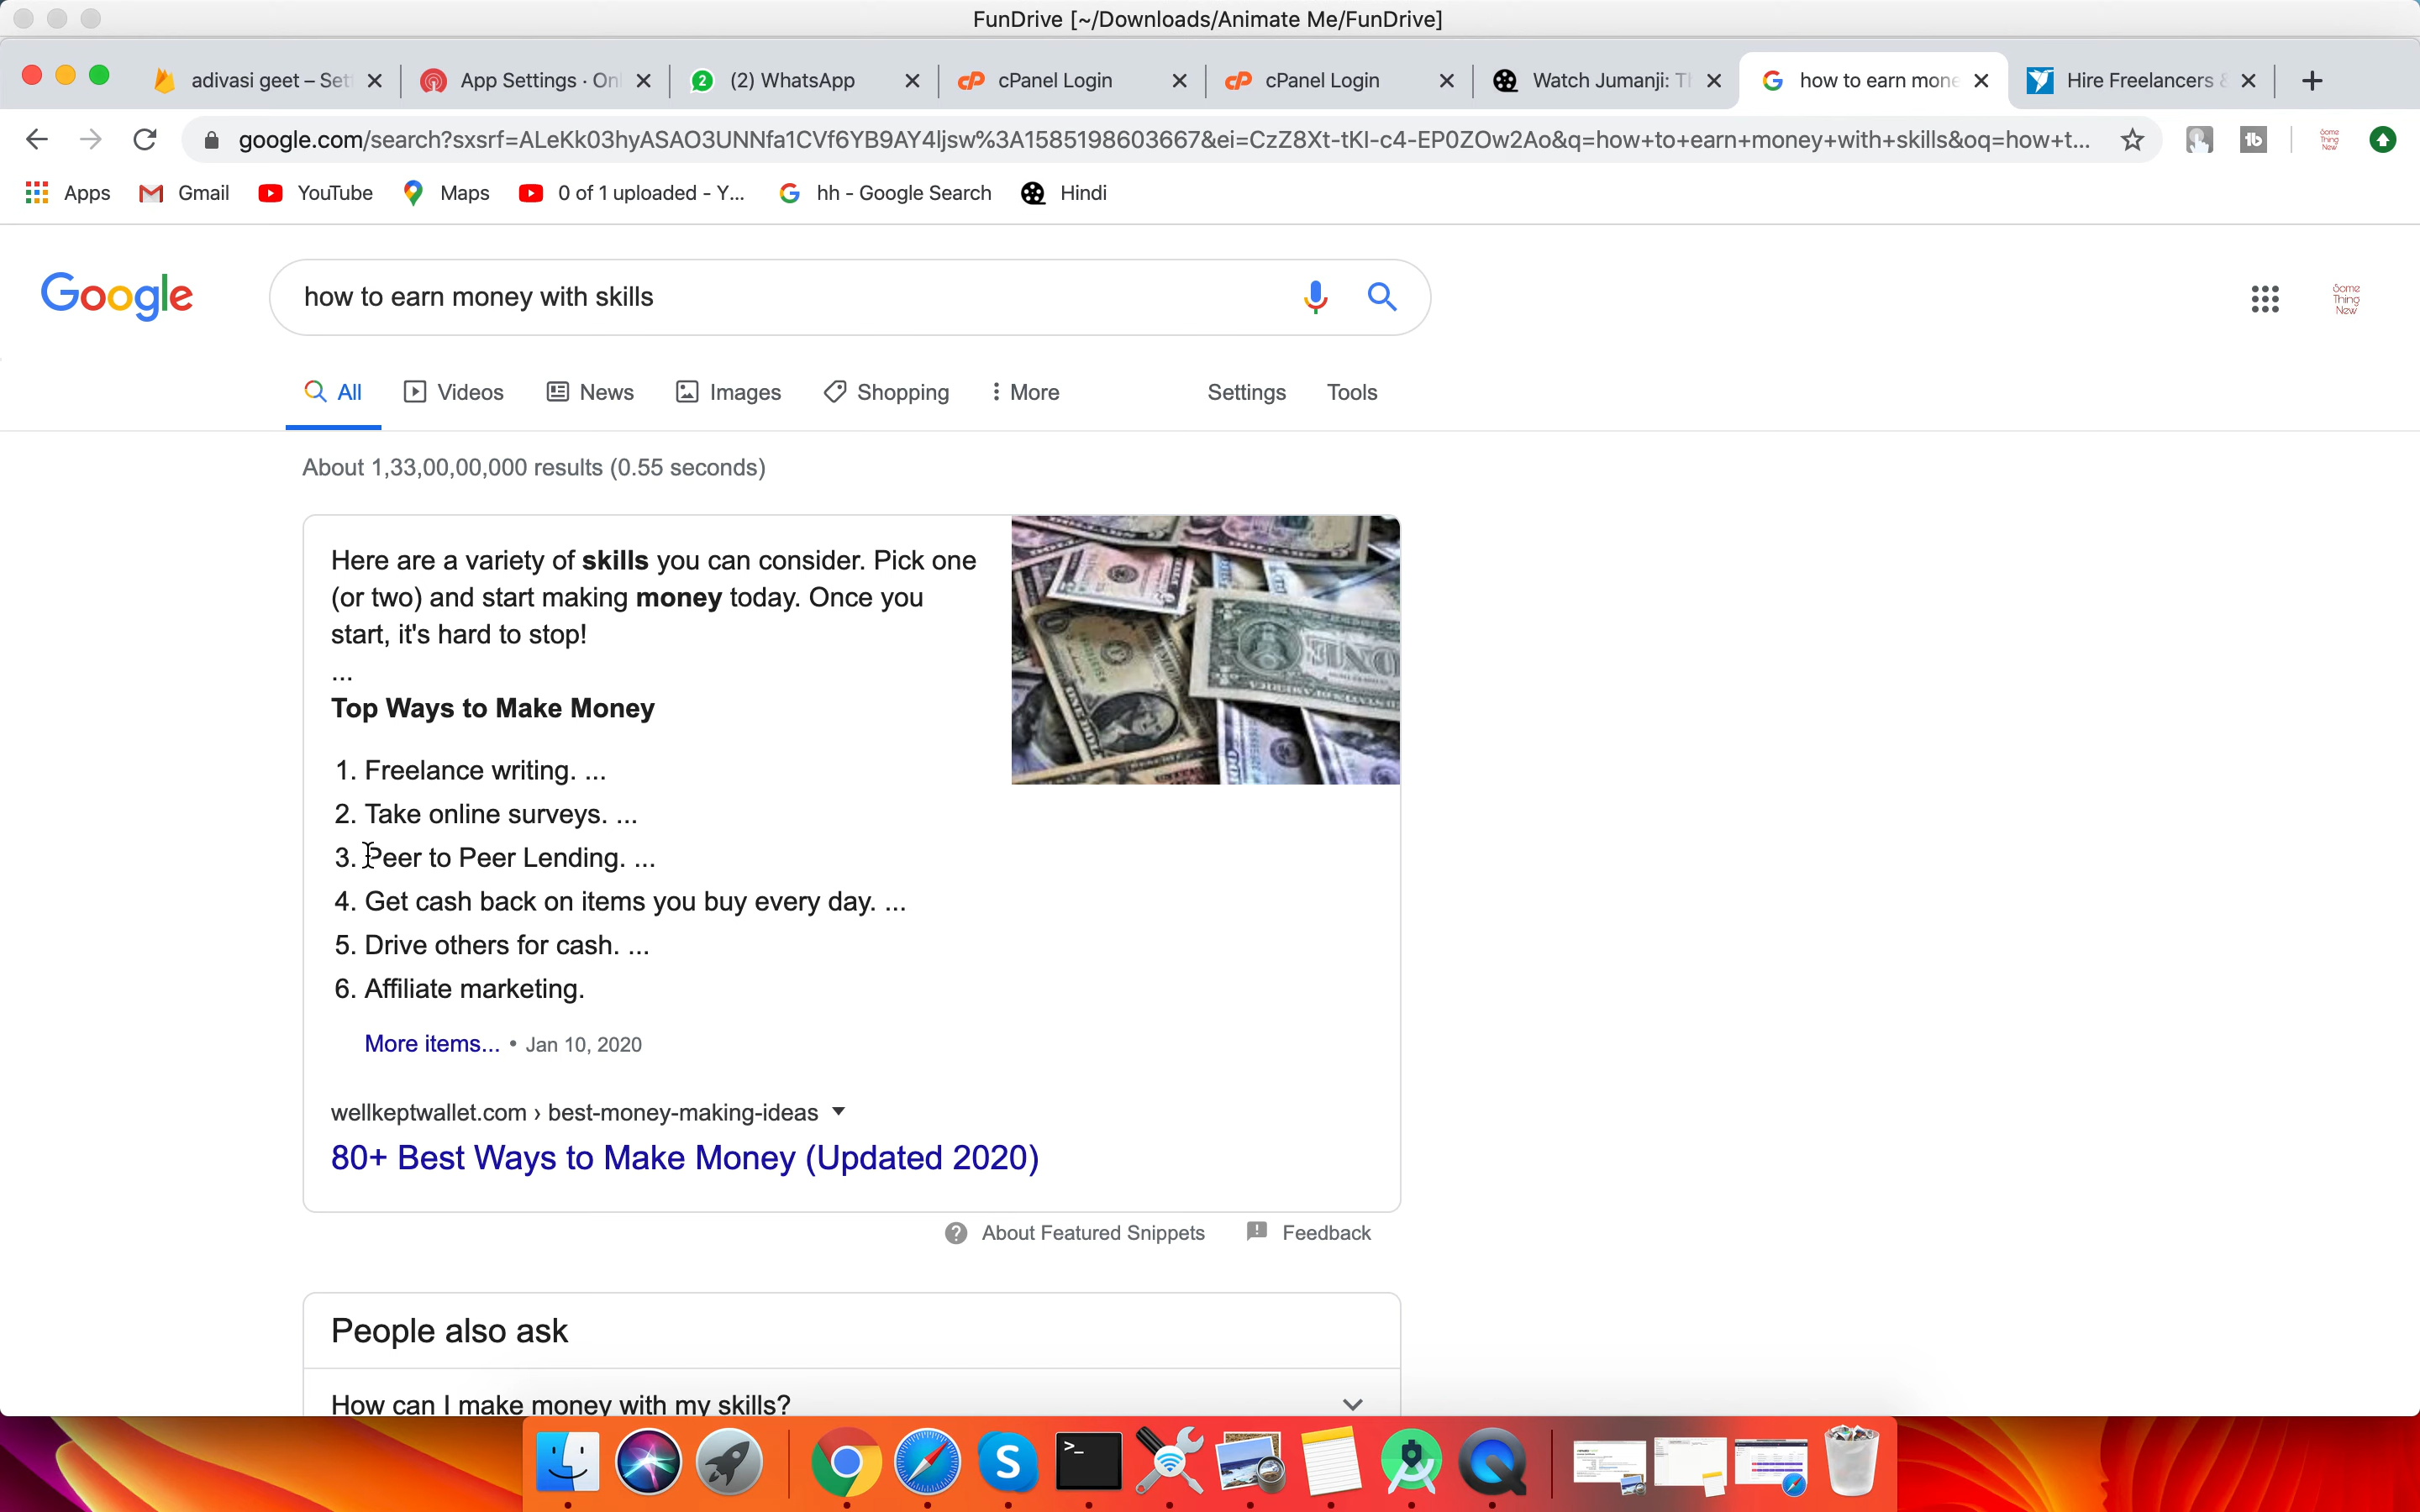 FunDrive [~/Downloads/Animate Me/FunDrive]
adivasi geet – Set
App Settings · On
(2) WhatsApp
cPanel Login
cPanel Login
Watch Jumanji: T
how to earn mone
Hire Freelancers &
google.com/search?sxsrf=ALeKk03hyASAO3UNNfa1CVf6YB9AY4ljsw%3A1585198603667&ei=CzZ8Xt-tKI-c4-EP0ZOw2Ao&q=how+to+earn+money+with+skills&oq=how+t...
Apps
Gmail
YouTube
Maps
0 of 1 uploaded - Y...
hh - Google Search
Hindi
Google
how to earn money with skills
Some
Thing
New
All
Videos
News
Images
Shopping
More
Settings
Tools
About 1,33,00,00,000 results (0.55 seconds)
Here are a variety of skills you can consider. Pick one
(or two) and start making money today. Once you
start, it's hard to stop!
...
Top Ways to Make Money
1. Freelance writing. ...
2. Take online surveys. ...
3. Peer to Peer Lending. ...
4. Get cash back on items you buy every day. ...
5. Drive others for cash. ...
6. Affiliate marketing.
More items... • Jan 10, 2020
wellkeptwallet.com › best-money-making-ideas
80+ Best Ways to Make Money (Updated 2020)
About Featured Snippets
Feedback
People also ask
How can I make money with my skills?